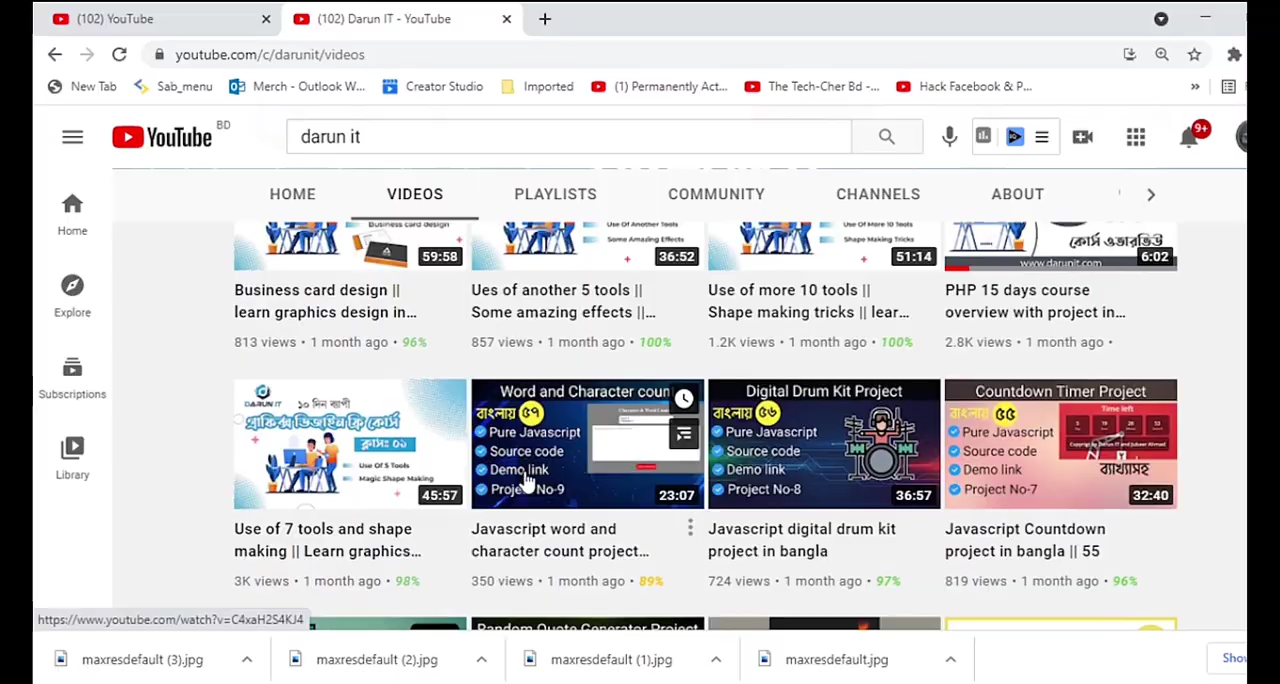 (102) YouTube
(102) Darun IT - YouTube
youtube.com/c/darunit/videos
New Tab
Sab_menu
Merch - Outlook W...
Creator Studio
Imported
(1) Permanently Act...
The Tech-Cher Bd -...
Hack Facebook & P...
»
YouTube BD
darun it
9+
HOME
VIDEOS
PLAYLISTS
COMMUNITY
CHANNELS
ABOUT
Home
Explore
Subscriptions
Library
Business card design
59:58
Use Of Another Tools
Some Amazing Effects
36:52
Use Of More 10 Tools
Shape Making Tricks
51:14
কোর্স ওভারভিউ
www.darunit.com
6:02
Business card design ||
learn graphics design in...
813 views • 1 month ago • 96%
Ues of another 5 tools ||
Some amazing effects ||...
857 views • 1 month ago • 100%
Use of more 10 tools ||
Shape making tricks || lear...
1.2K views • 1 month ago • 100%
PHP 15 days course
overview with project in...
2.8K views • 1 month ago •
DARUN IT
১০ দিন ব্যাপী
গ্রাফিক্স ডিজাইন ফ্রি কোর্স
ক্লাস: ০১
Use Of 5 Tools
Magic Shape Making
45:57
Word and Character coun
বাংলায় ৫৭
Pure Javascript
Source code
Demo link
Project No-9
23:07
Digital Drum Kit Project
বাংলায় ৫৬
Pure Javascript
Source code
Demo link
Project No-8
36:57
Countdown Timer Project
বাংলায় ৫৫
Pure Javascript
Source code
Demo link
Project No-7
Time left
ব্যাখ্যাসহ
32:40
Use of 7 tools and shape
making || Learn graphics...
3K views • 1 month ago • 98%
Javascript word and
character count project...
350 views • 1 month ago • 89%
Javascript digital drum kit
project in bangla
724 views • 1 month ago • 97%
Javascript Countdown
project in bangla || 55
819 views • 1 month ago • 96%
https://www.youtube.com/watch?v=C4xaH2S4KJ4
Random Quote Generator Project
maxresdefault (3).jpg
maxresdefault (2).jpg
maxresdefault (1).jpg
maxresdefault.jpg
Shov